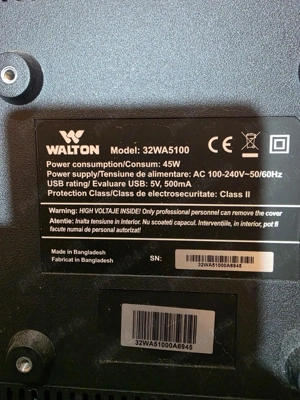 WALTON Model: 32WA5100
Power consumption/Consum: 45W
Power supply/Tensiune de alimentare: AC 100-240V~50/60Hz
USB rating/ Evaluare USB: 5V, 500mA
Protection Class/Clasa de electrosecuritate: Class II
Warning: HIGH VOLTAJE INSIDE! Only professional personnel can remove the cover
Atentie: Inalta tensiune in interior. Nu scoateti capacul. Interventiile, in interior, pot fi
facute numai de personal autorizat!
Made in Bangladesh
Fabricat in Bangladesh
SN:
32WA51000A6945
32WA51000A6945